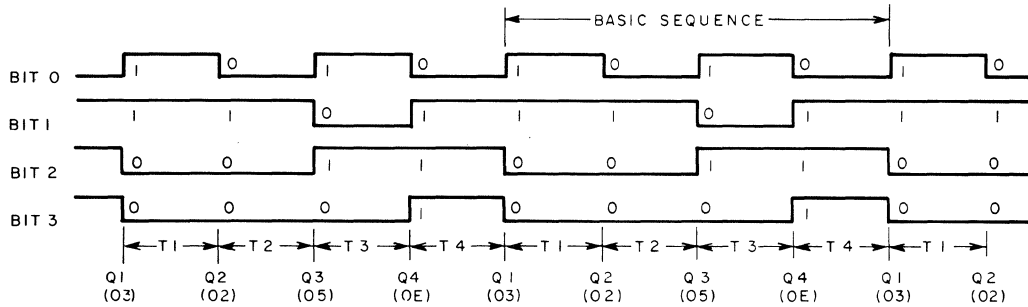 BASIC SEQUENCE
BIT 0 1 0 1 0 1 0 1 0 1 0
BIT 1 1 1 0 1 1 1 0 1 1 1
BIT 2 0 0 1 1 0 0 1 1 0 0
BIT 3 0 0 0 1 0 0 0 1 0 0
T1 T2 T3 T4 T1 T2 T3 T4 T1
Q1 Q2 Q3 Q4 Q1 Q2 Q3 Q4 Q1 Q2
(03) (02) (05) (0E) (03) (02) (05) (0E) (03) (02)